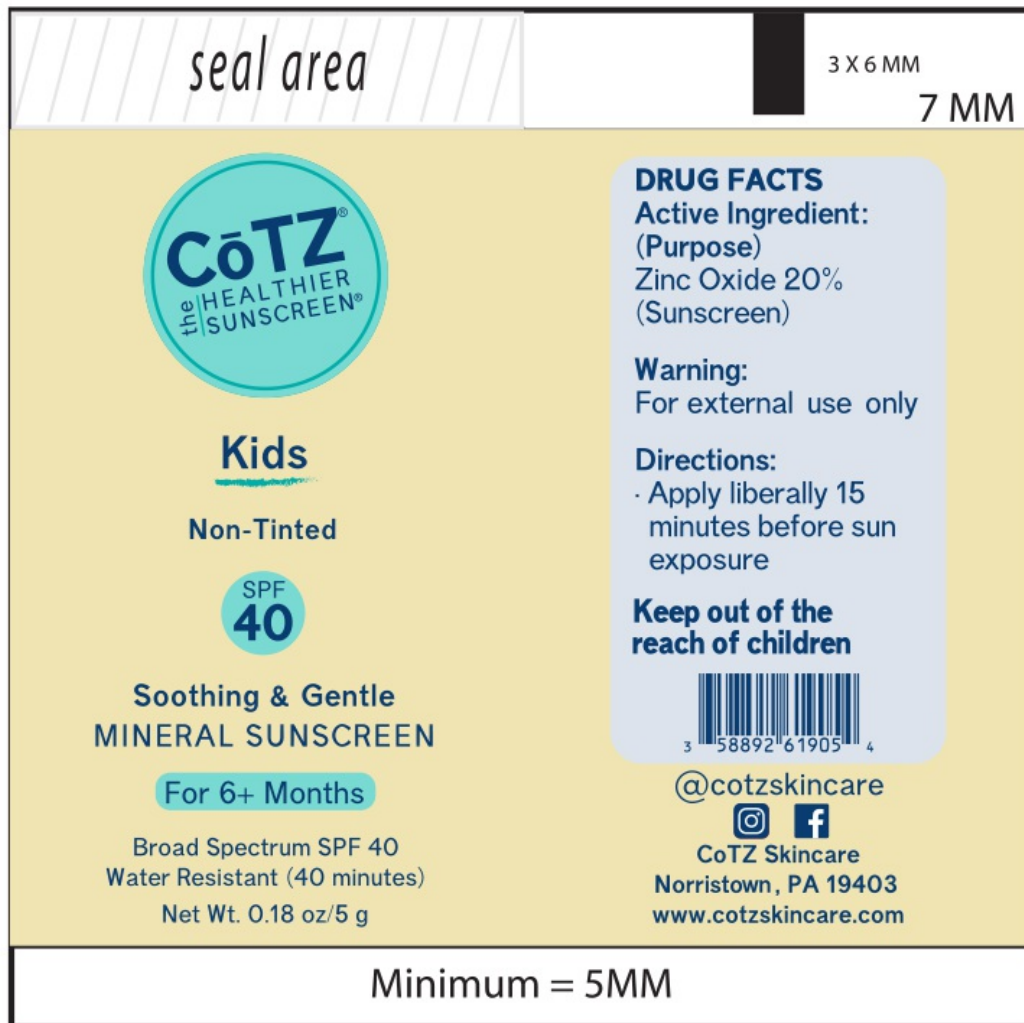 seal area
3 X 6 MM
7 MM
CōTZ®
the HEALTHIER
SUNSCREEN®
Kids
Non-Tinted
SPF
40
Soothing & Gentle
MINERAL SUNSCREEN
For 6+ Months
Broad Spectrum SPF 40
Water Resistant (40 minutes)
Net Wt. 0.18 oz/5 g
DRUG FACTS
Active Ingredient:
(Purpose)
Zinc Oxide 20%
(Sunscreen)
Warning:
For external use only
Directions:
· Apply liberally 15
minutes before sun
exposure
Keep out of the
reach of children
3 58892 61905 4
@cotzskincare
CoTZ Skincare
Norristown, PA 19403
www.cotzskincare.com
Minimum = 5MM